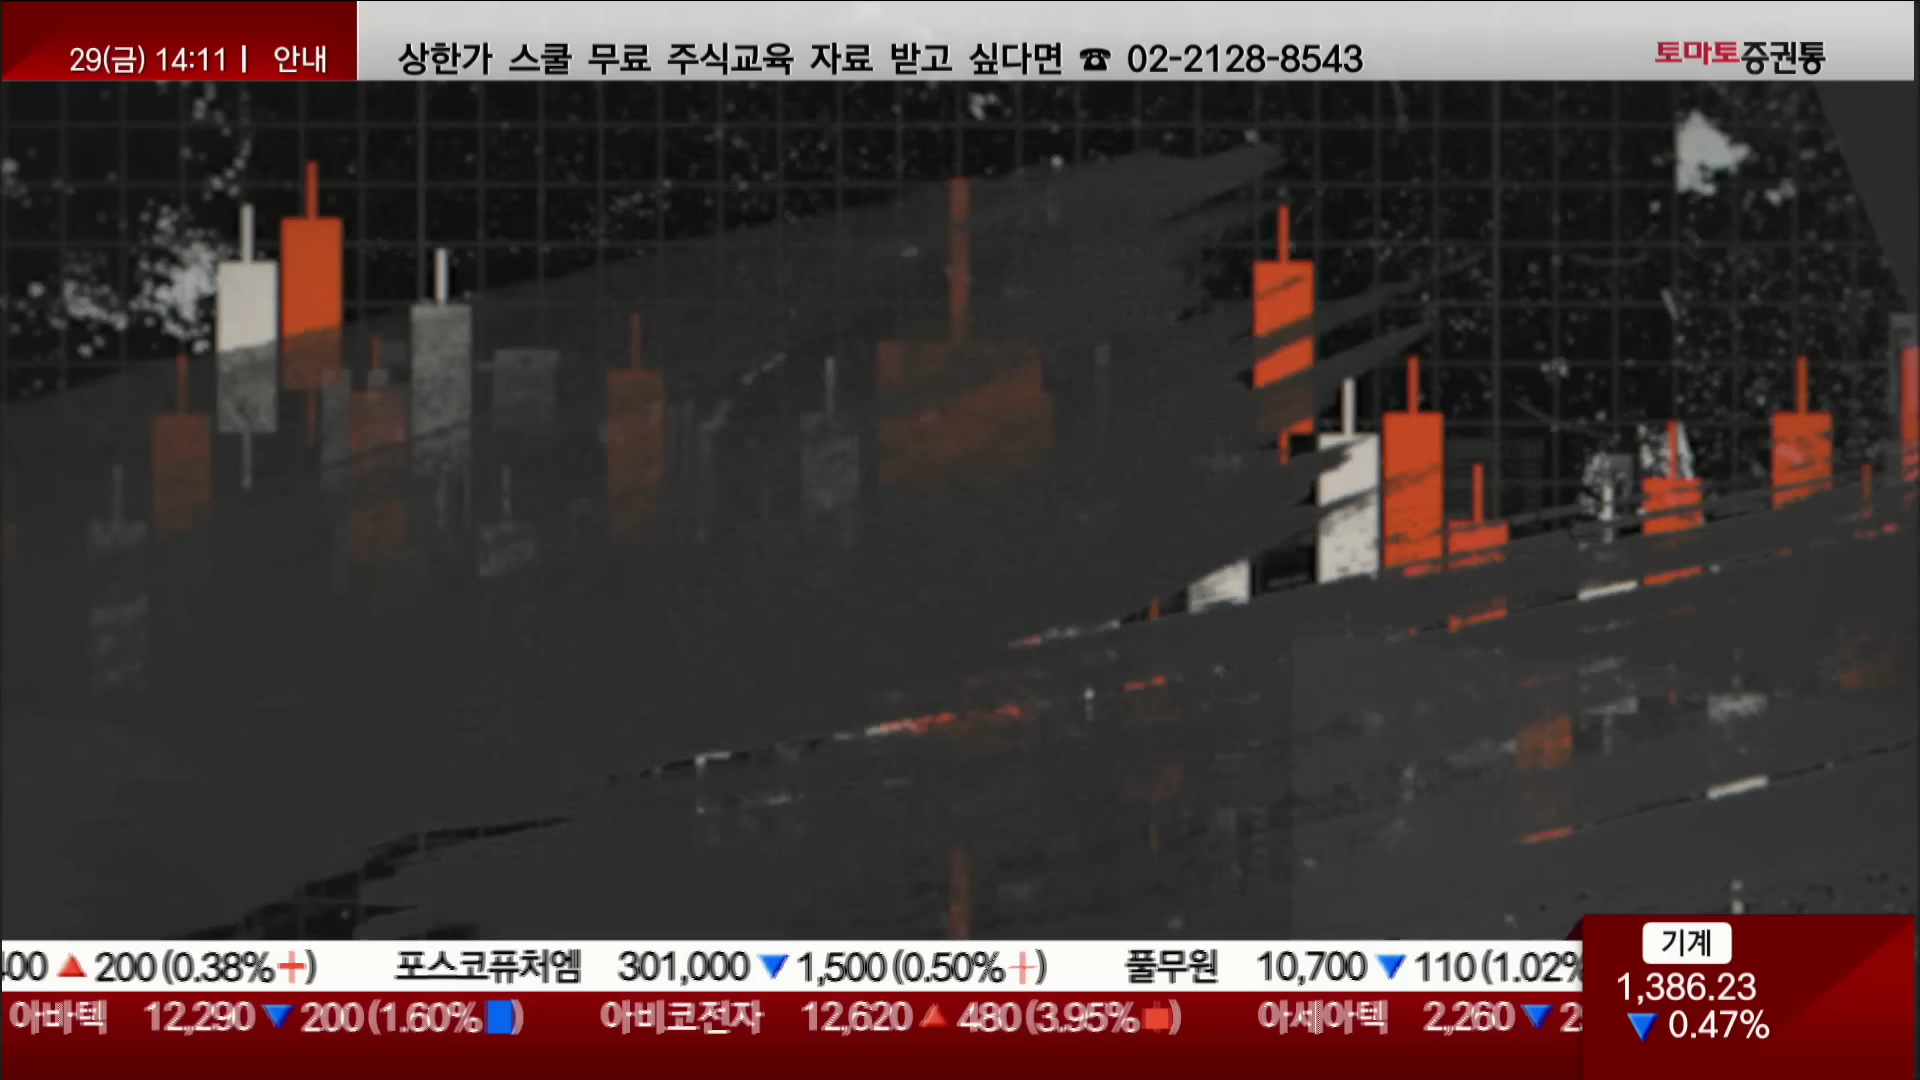 29(금) 14:11 | 안내
상한가 스쿨 무료 주식교육 자료 받고 싶다면 ☎ 02-2128-8543
토마토증권통
400 ▲ 200 (0.38%+) 포스코퓨처엠 301,000 ▼ 1,500 (0.50%+) 풀무원 10,700 ▼ 110 (1.02%
아바텍 12,290 ▼ 200 (1.60%■) 아비코전자 12,620 ▲ 480 (3.95%■) 아세아텍 2,260 ▼ 2
기계
1,386.23
▼ 0.47%